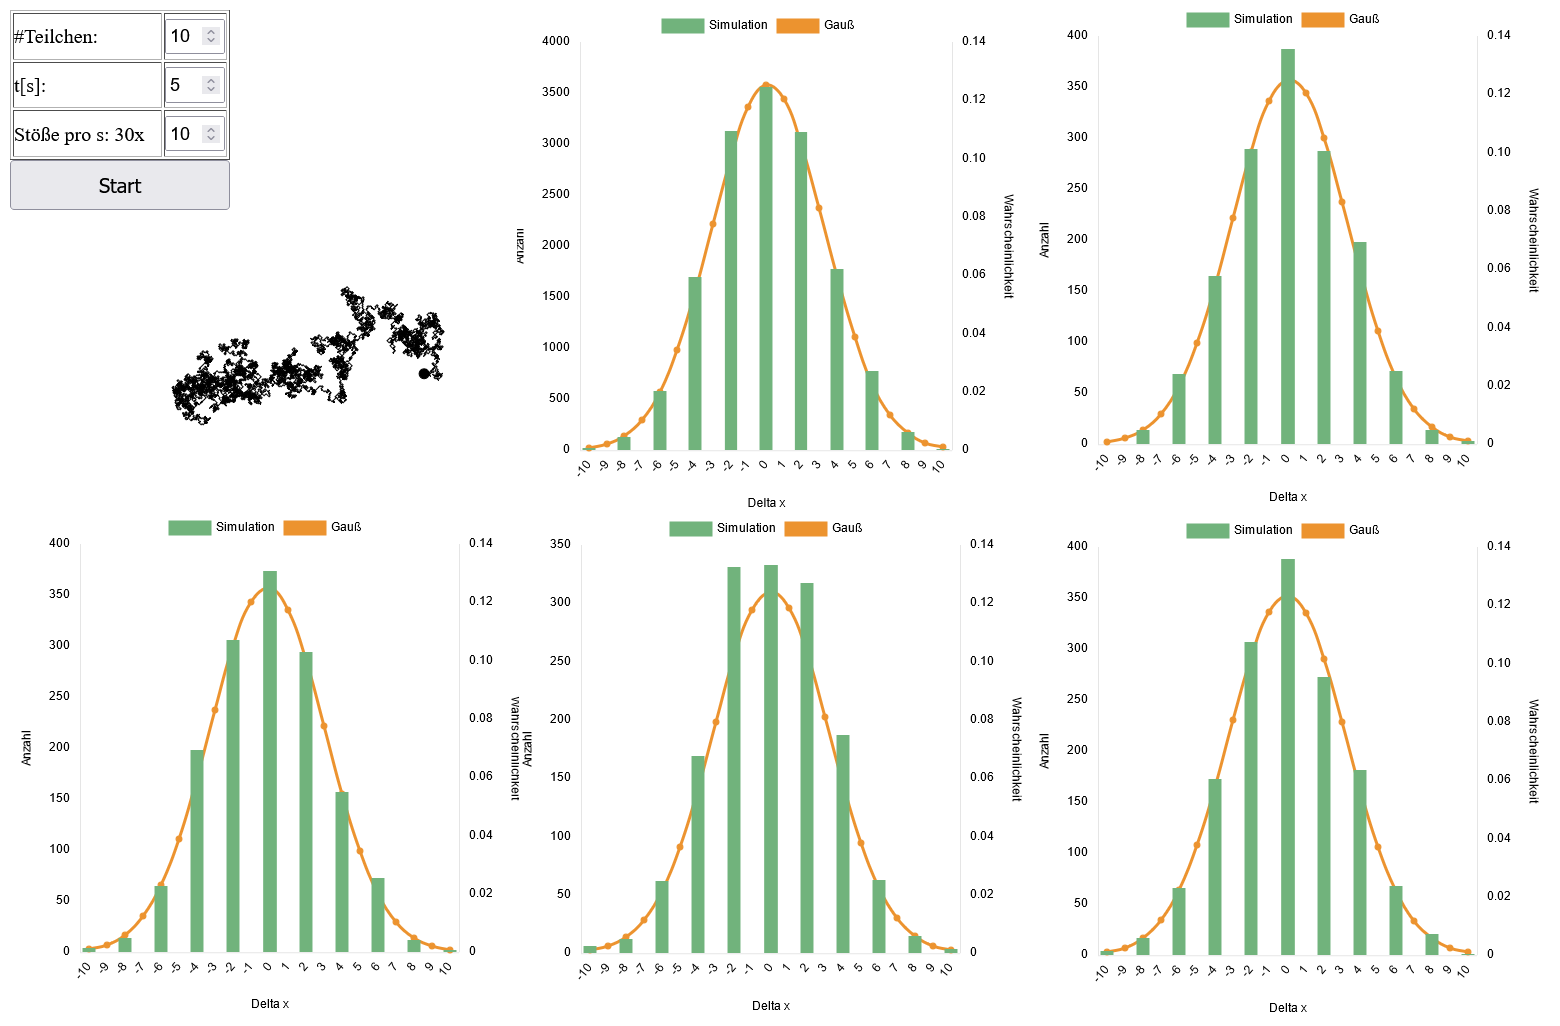 #Teilchen: 10
t[s]: 5
Stöße pro s: 30x 10
Start
Simulation Gauß
4000
3500
3000
2500
2000
1500
1000
500
0
Anzahl
0.14
0.12
0.10
0.08
0.06
0.04
0.02
0
Wahrscheinlichkeit
-10 -9 -8 -7 -6 -5 -4 -3 -2 -1 0 1 2 3 4 5 6 7 8 9 10
Delta x
Simulation Gauß
400
350
300
250
200
150
100
50
0
Anzahl
0.14
0.12
0.10
0.08
0.06
0.04
0.02
0
Wahrscheinlichkeit
-10 -9 -8 -7 -6 -5 -4 -3 -2 -1 0 1 2 3 4 5 6 7 8 9 10
Delta x
Simulation Gauß
400
350
300
250
200
150
100
50
0
Anzahl
0.14
0.12
0.10
0.08
0.06
0.04
0.02
0
Wahrscheinlichkeit
-10 -9 -8 -7 -6 -5 -4 -3 -2 -1 0 1 2 3 4 5 6 7 8 9 10
Delta x
Simulation Gauß
350
300
250
200
150
100
50
0
Anzahl
0.14
0.12
0.10
0.08
0.06
0.04
0.02
0
Wahrscheinlichkeit
-10 -9 -8 -7 -6 -5 -4 -3 -2 -1 0 1 2 3 4 5 6 7 8 9 10
Delta x
Simulation Gauß
400
350
300
250
200
150
100
50
0
Anzahl
0.14
0.12
0.10
0.08
0.06
0.04
0.02
0
Wahrscheinlichkeit
-10 -9 -8 -7 -6 -5 -4 -3 -2 -1 0 1 2 3 4 5 6 7 8 9 10
Delta x